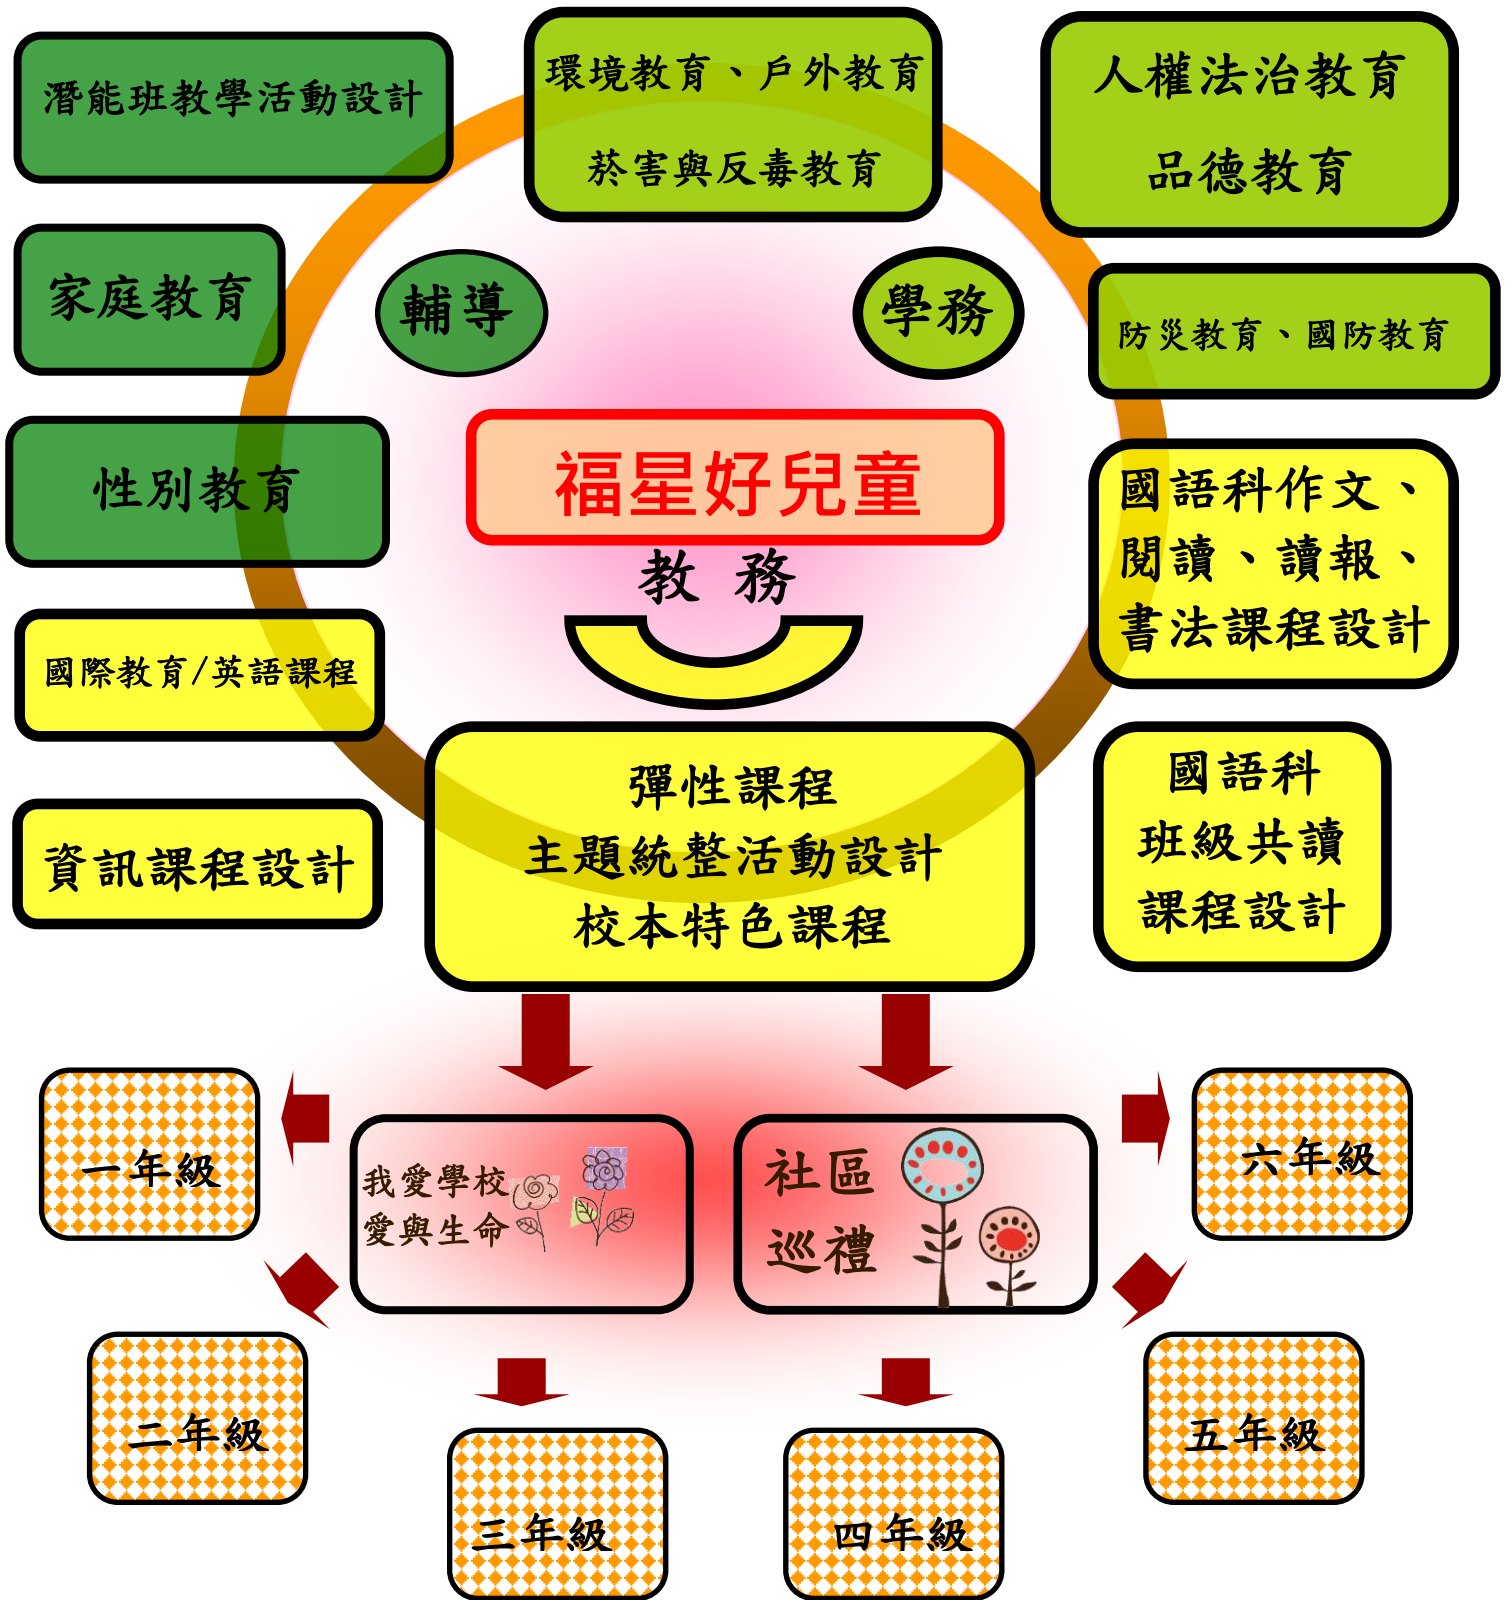 潛能班教學活動設計
環境教育、戶外教育
菸害與反毒教育
人權法治教育
品德教育
家庭教育
輔導
學務
防災教育、國防教育
性別教育
福星好兒童
教 務
國語科作文、
閱讀、讀報、
書法課程設計
國際教育/英語課程
資訊課程設計
彈性課程
主題統整活動設計
校本特色課程
國語科
班級共讀
課程設計
一年級
我愛學校
愛與生命
社區
巡禮
六年級
二年級
五年級
三年級
四年級